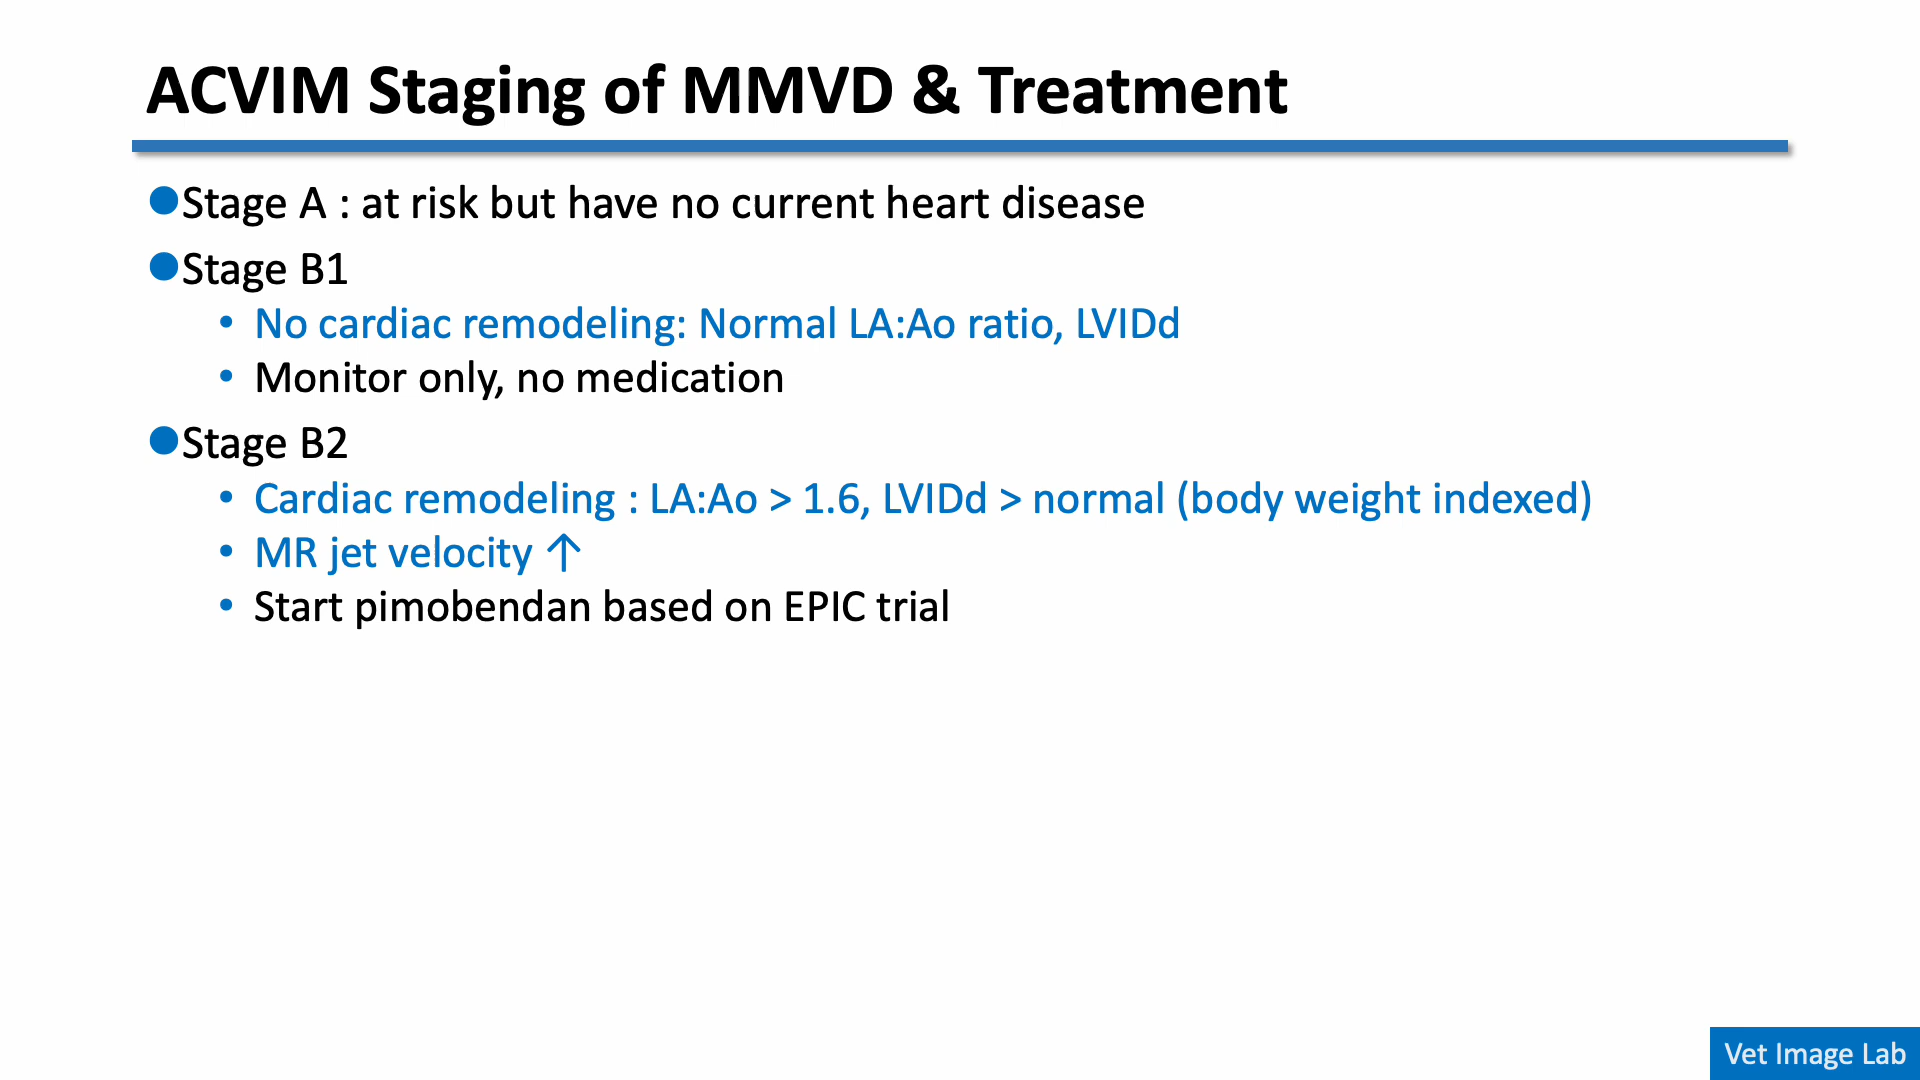 ACVIM Staging of MMVD & Treatment
●Stage A : at risk but have no current heart disease
●Stage B1
• No cardiac remodeling: Normal LA:Ao ratio, LVIDd
• Monitor only, no medication
●Stage B2
• Cardiac remodeling : LA:Ao > 1.6, LVIDd > normal (body weight indexed)
• MR jet velocity ↑
• Start pimobendan based on EPIC trial
Vet Image Lab